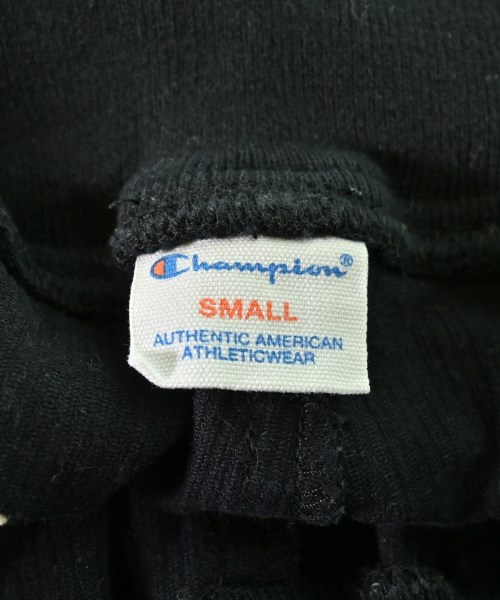 Champion®
SMALL
AUTHENTIC AMERICAN
ATHLETICWEAR